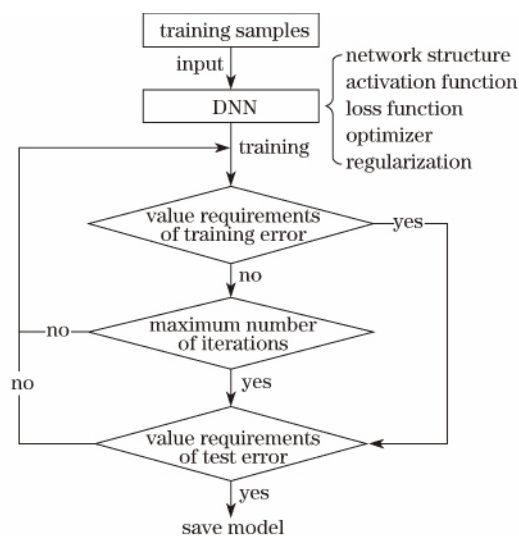 training samples
input
network structure
activation function
loss function
optimizer
regularization
DNN
training
value requirements
of training error
yes
no
maximum number
of iterations
no
yes
no
value requirements
of test error
yes
save model